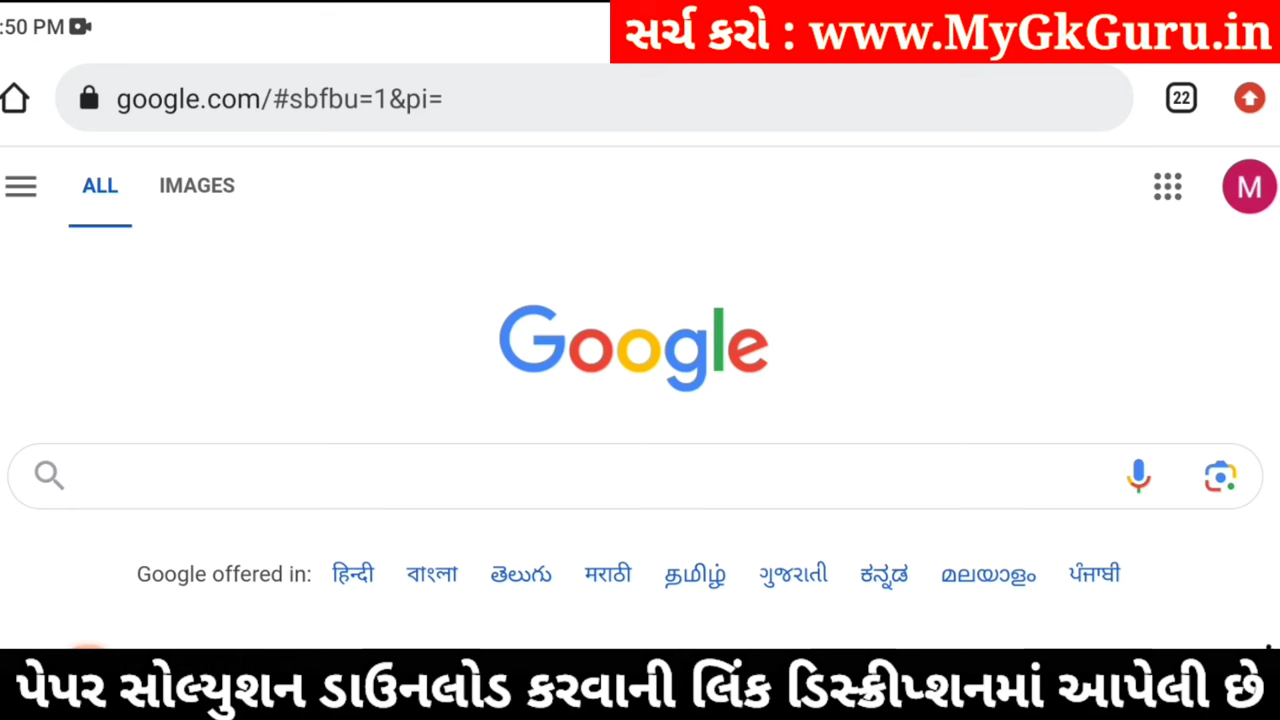 :50 PM
સર્ચ કરો : www.MyGkGuru.in
google.com/#sbfbu=1&pi=
22
ALL IMAGES
M
Google
Google offered in: हिन्दी বাংলা తెలుగు मराठी தமிழ் ગુજરાતી ಕನ್ನಡ മലയാളം ਪੰਜਾਬੀ
પેપર સોલ્યુશન ડાઉનલોડ કરવાની લિંક ડિસ્ક્રીપ્શનમાં આપેલી છે